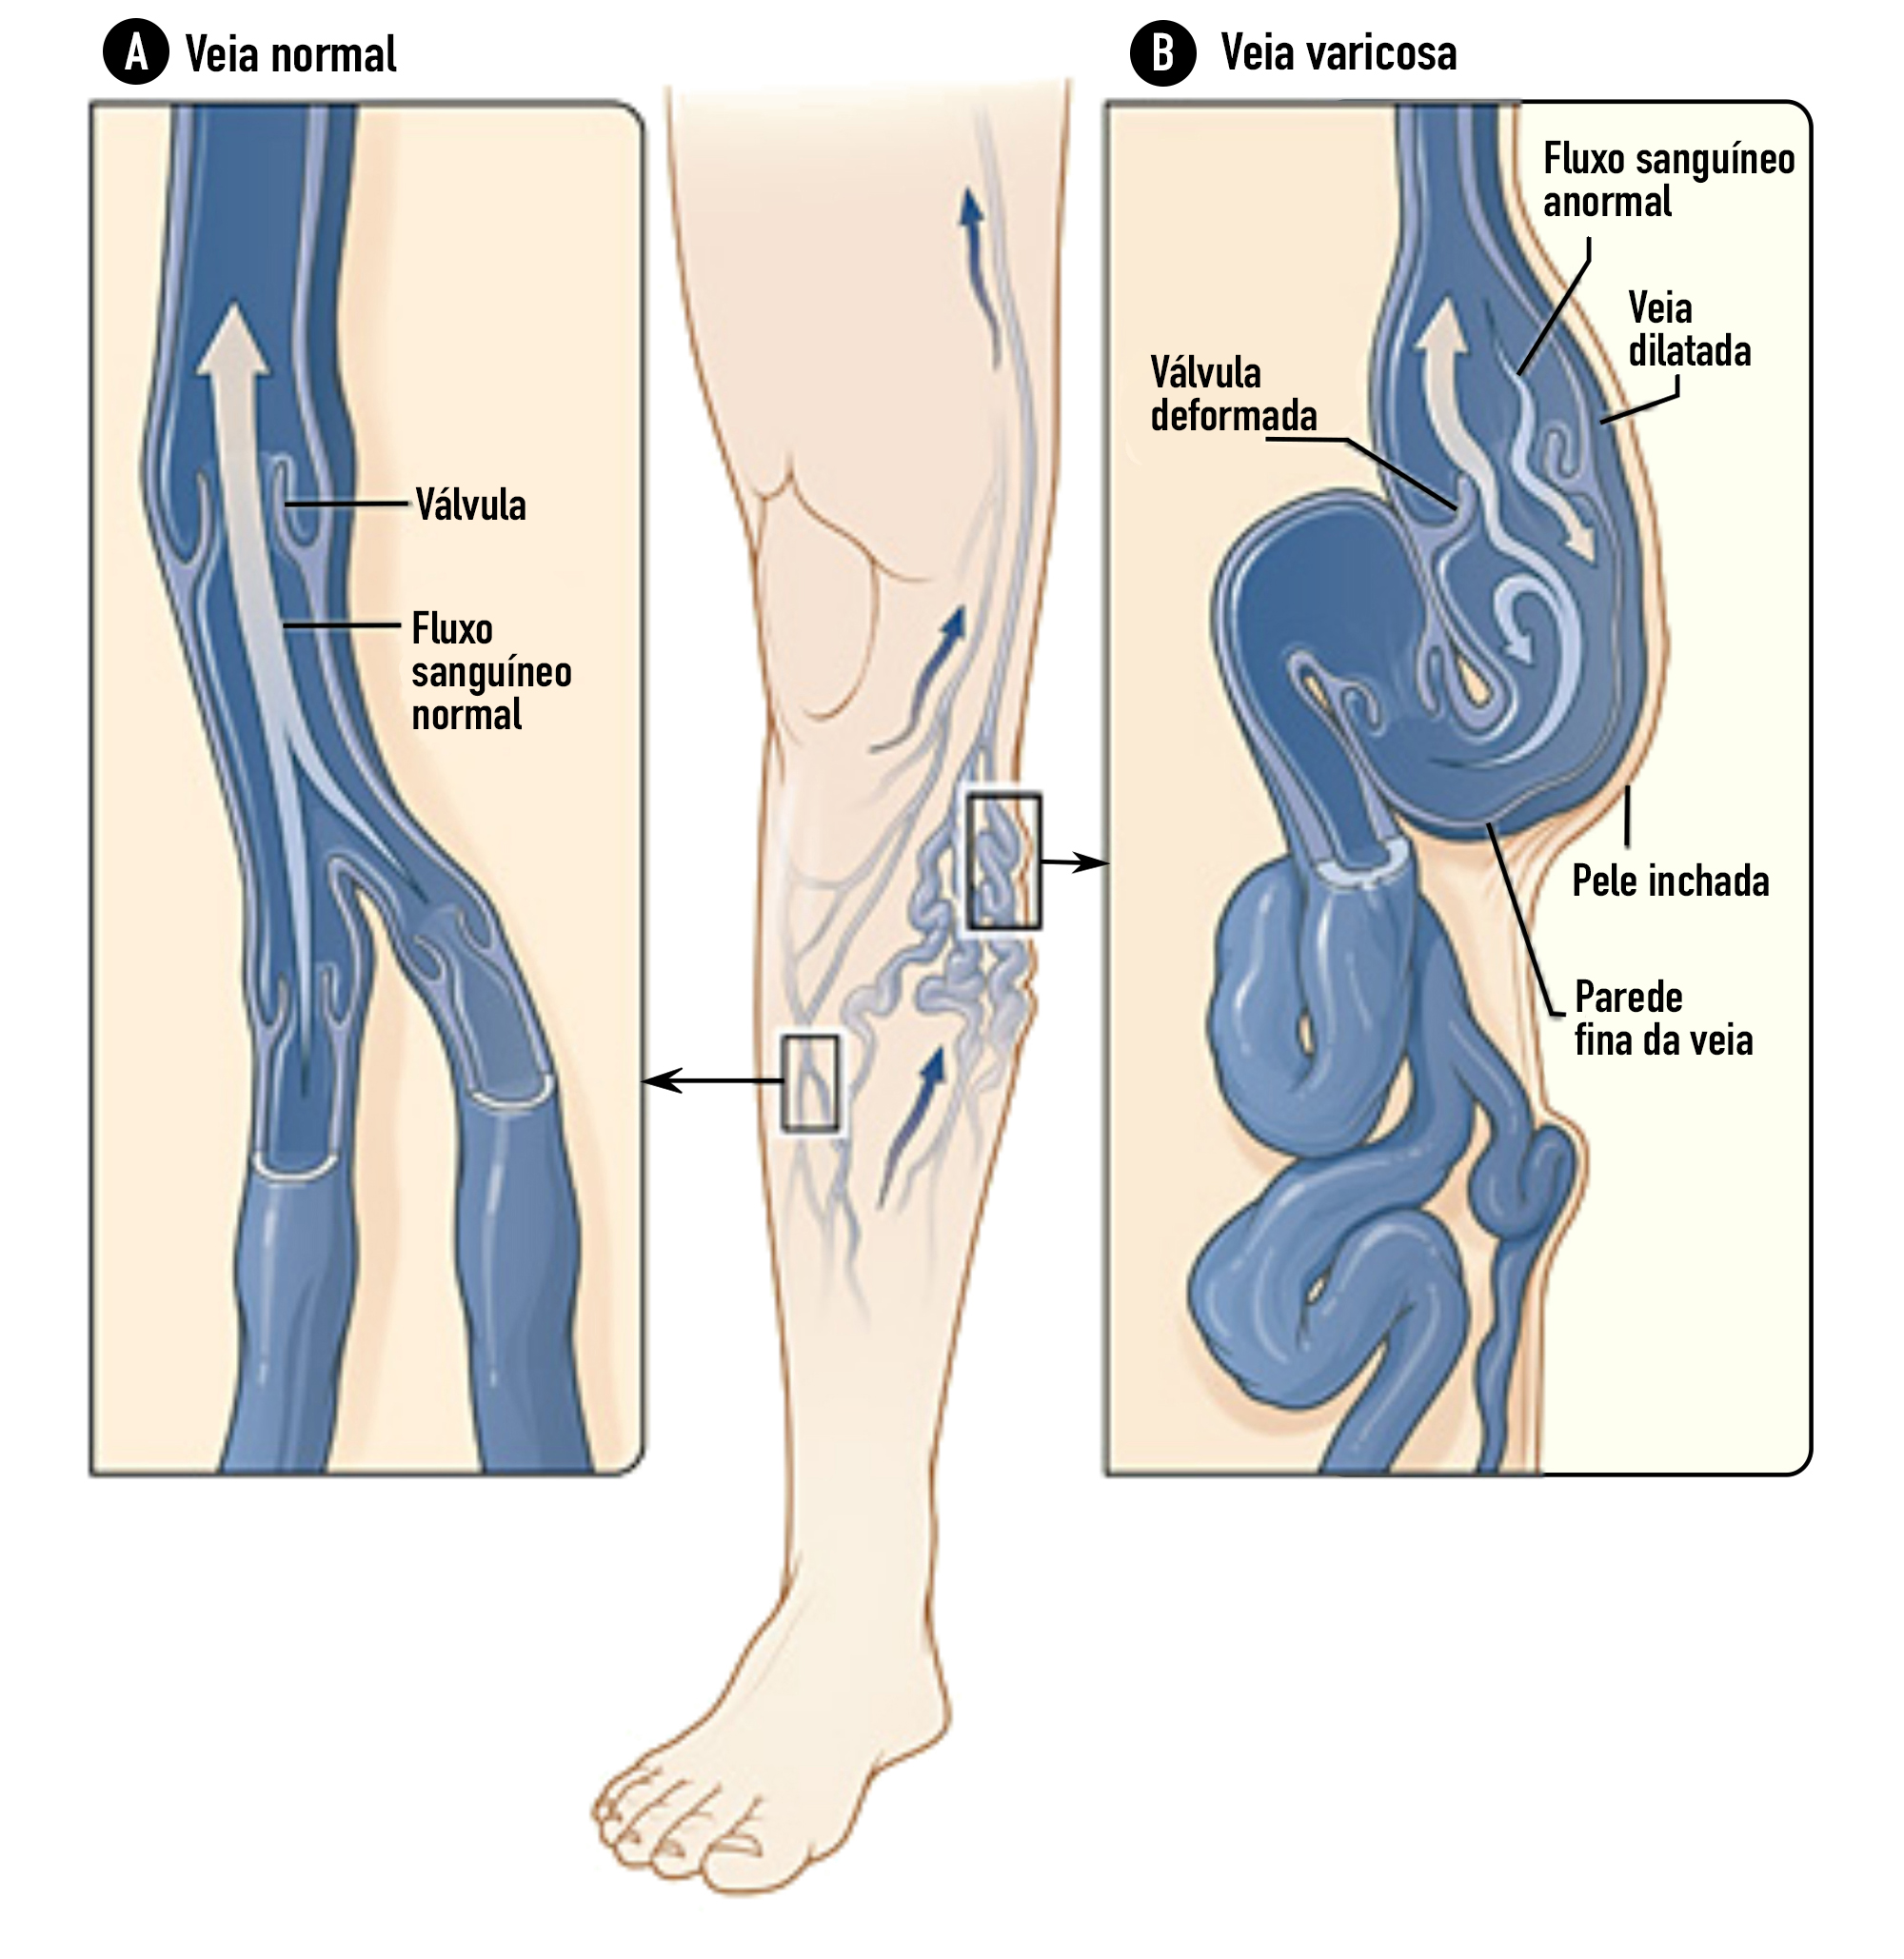 A Veia normal
Válvula
Fluxo
sanguíneo
normal
B Veia varicosa
Fluxo sanguíneo
anormal
Veia
dilatada
Válvula
deformada
Pele inchada
Parede
fina da veia